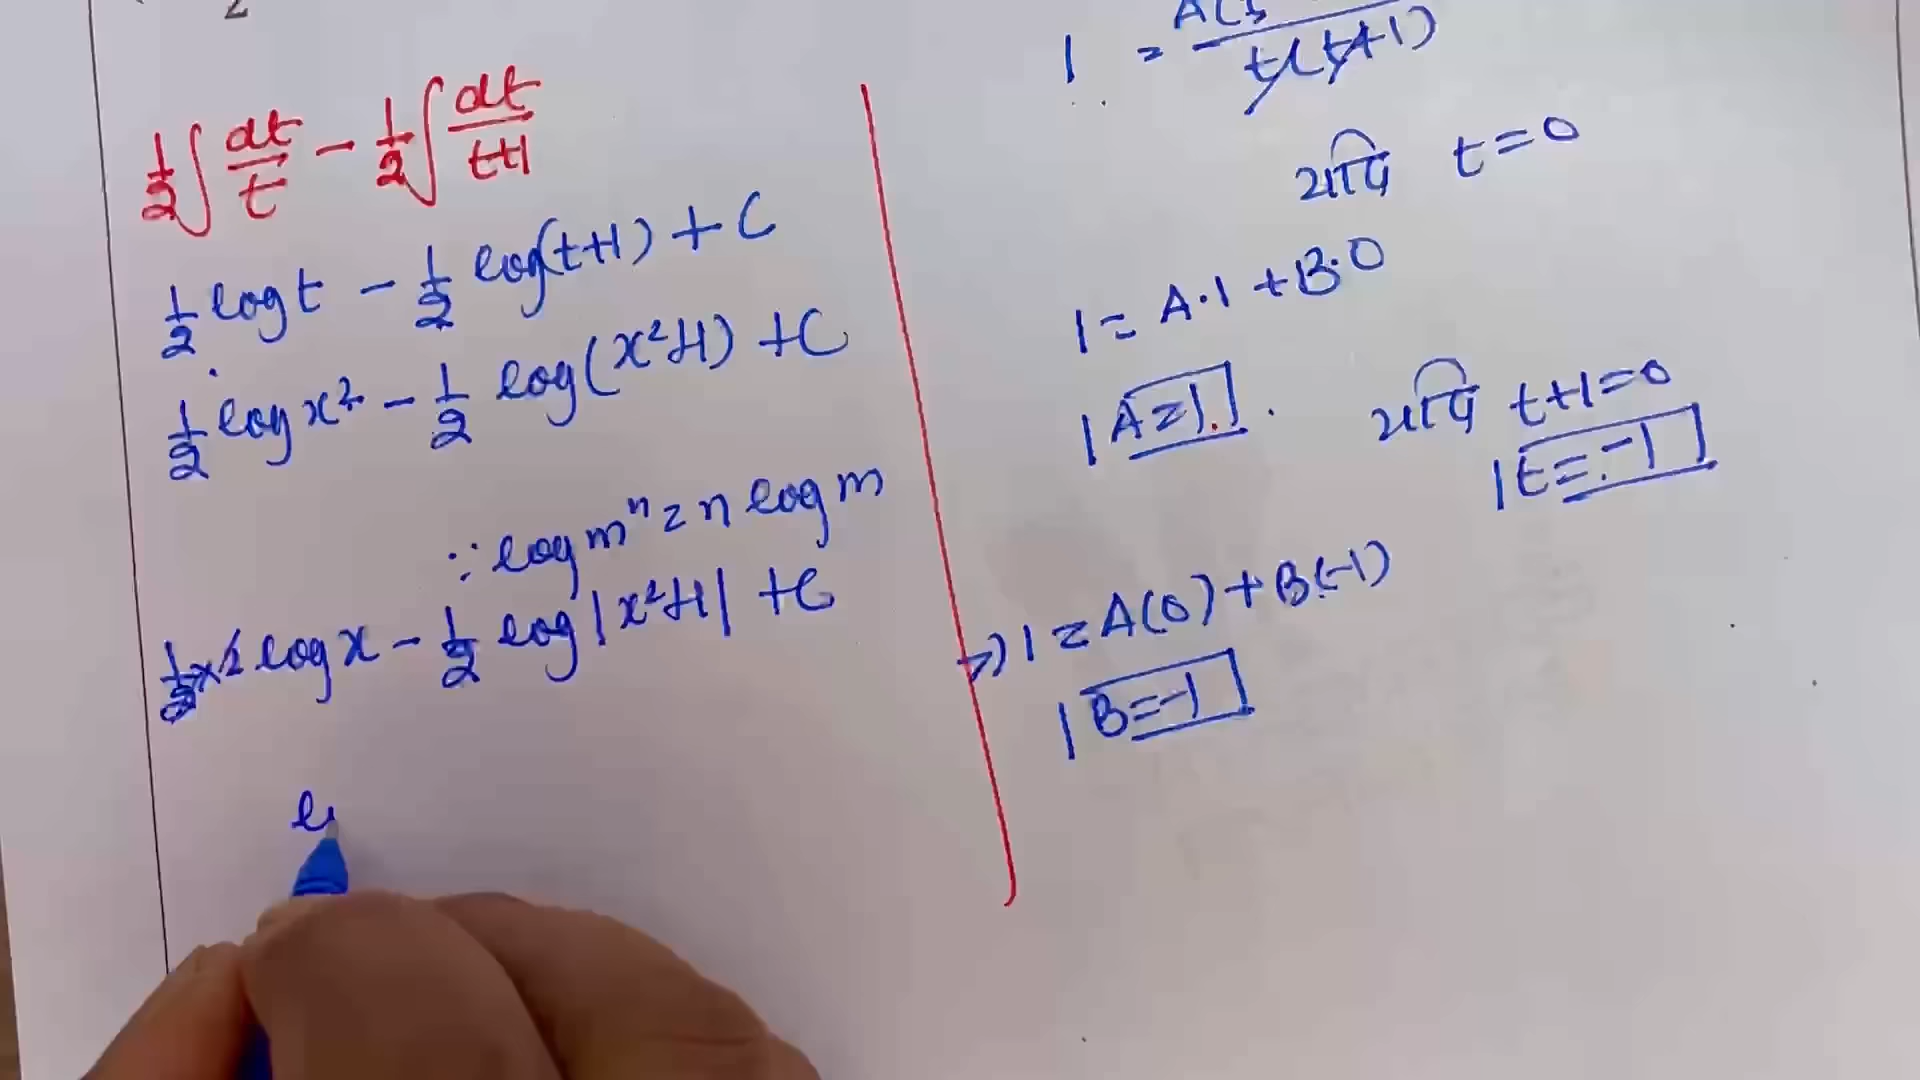 2
½∫ dt/t − ½∫ dt/t+1
½ log t − ½ log(t+1) + C
½ log x² − ½ log(x²+1) + C
∵ log mⁿ = n log m
½×2 log x − ½ log|x²+1| + C
1 = A(t / t(t+1)
यदि t=0
1 = A·1 + B·0
A=1
यदि t+1=0
t=-1
⇒) 1 = A(0) + B(-1)
B=-1